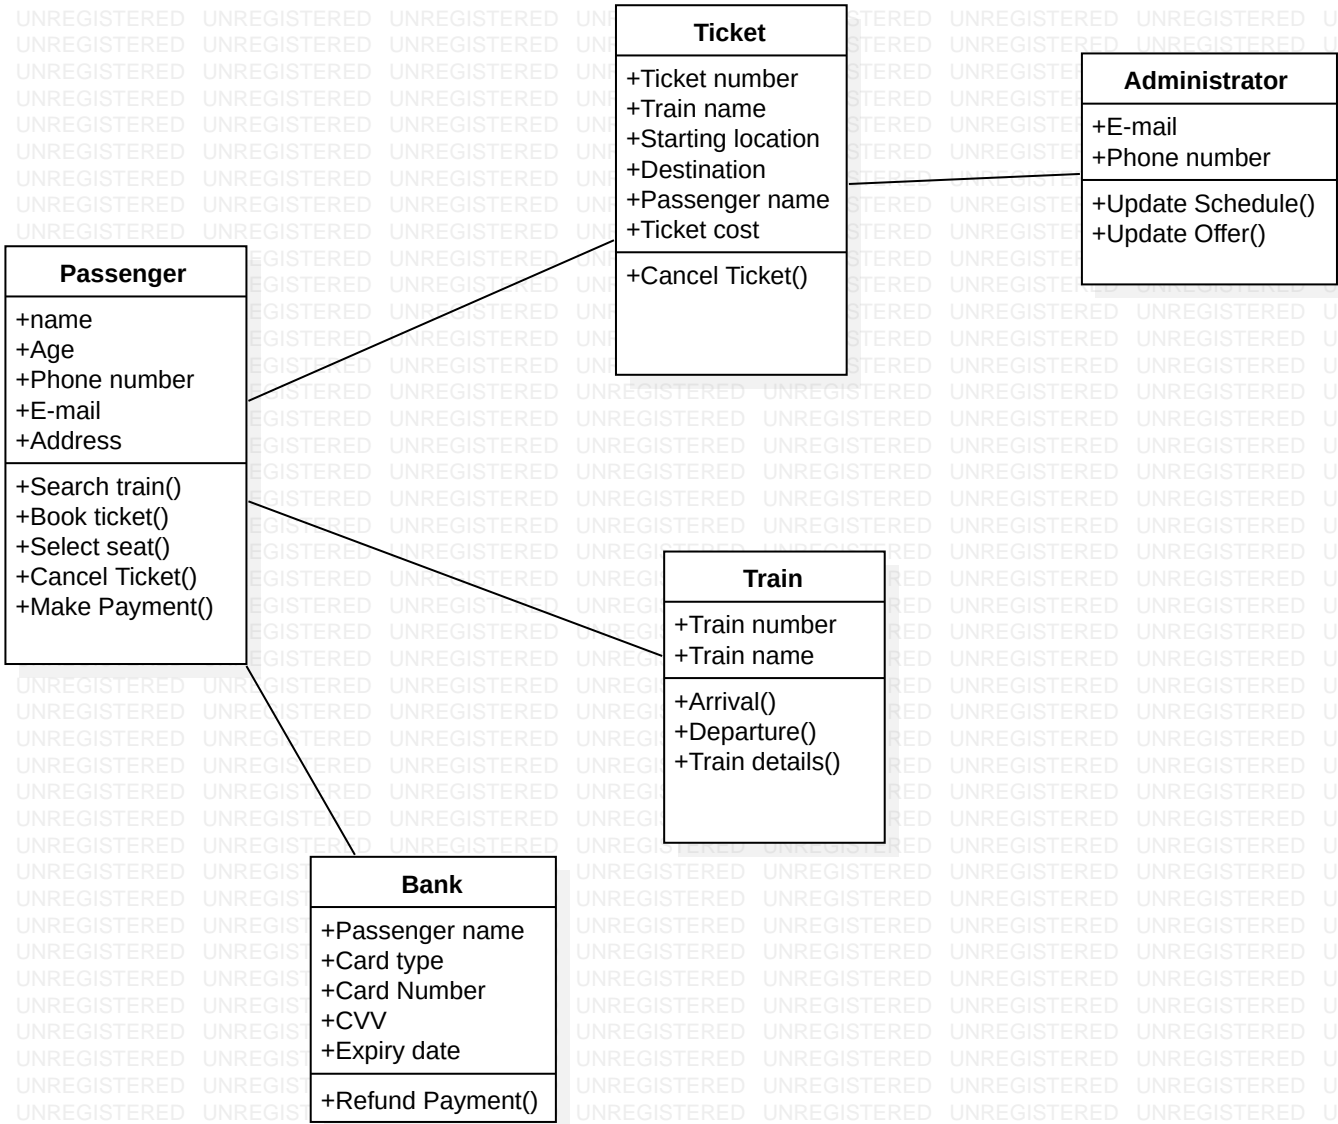 Ticket
+Ticket number
+Train name
+Starting location
+Destination
+Passenger name
+Ticket cost
+Cancel Ticket()
Administrator
+E-mail
+Phone number
+Update Schedule()
+Update Offer()
Passenger
+name
+Age
+Phone number
+E-mail
+Address
+Search train()
+Book ticket()
+Select seat()
+Cancel Ticket()
+Make Payment()
Train
+Train number
+Train name
+Arrival()
+Departure()
+Train details()
Bank
+Passenger name
+Card type
+Card Number
+CVV
+Expiry date
+Refund Payment()
UNREGISTERED